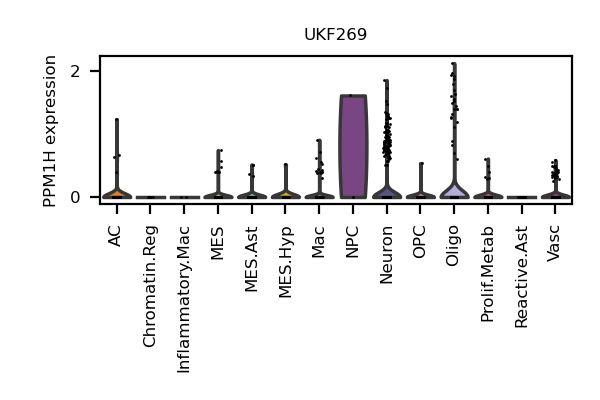 UKF269
PPM1H expression
2
0
AC
Chromatin.Reg
Inflammatory.Mac
MES
MES.Ast
MES.Hyp
Mac
NPC
Neuron
OPC
Oligo
Prolif.Metab
Reactive.Ast
Vasc